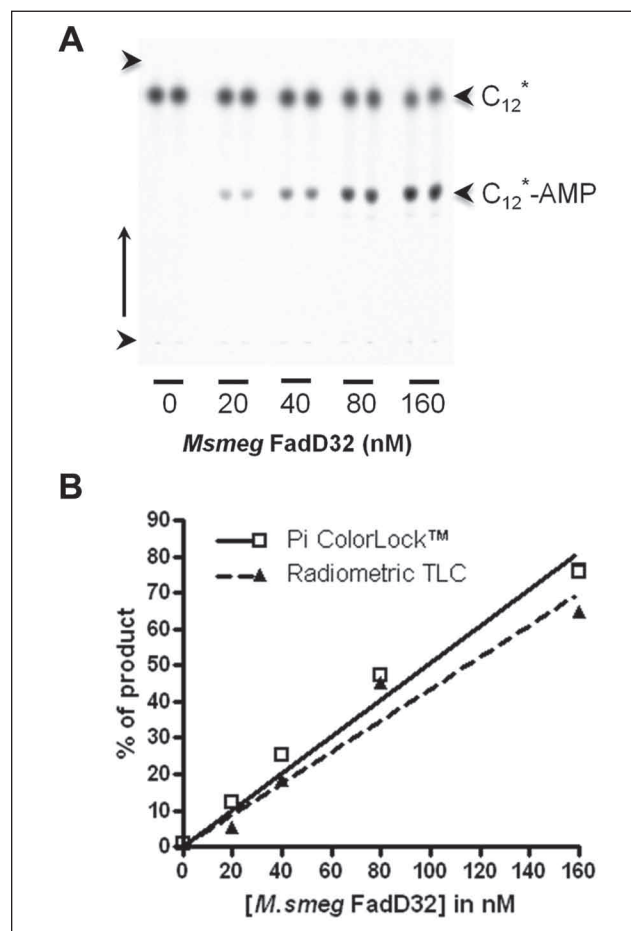 A
C12*
C12*-AMP
0 20 40 80 160
Msmeg FadD32 (nM)
B
90
80
70
60
50
40
30
20
10
0
% of product
Pi ColorLock™
Radiometric TLC
0 20 40 60 80 100 120 140 160
[M.smeg FadD32] in nM